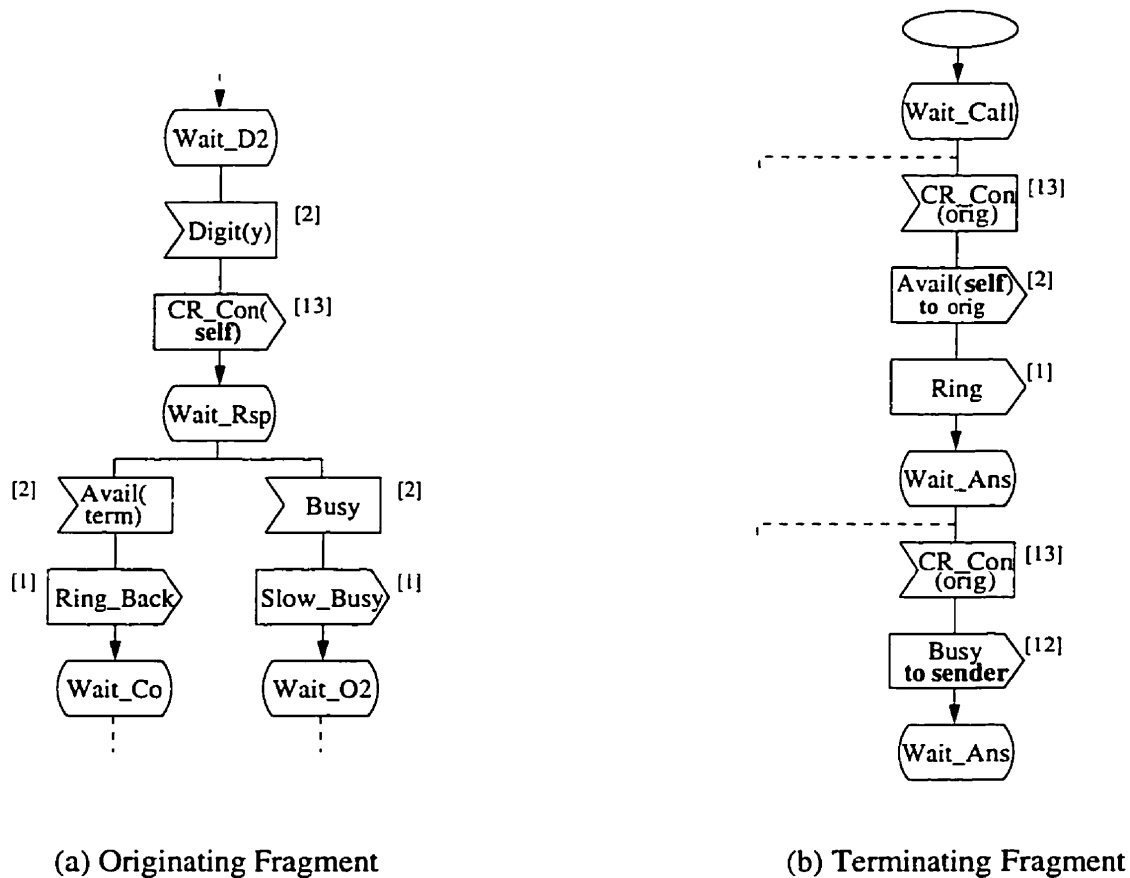 Wait_D2
Digit(y)
[2]
CR_Con(
self)
[13]
Wait_Rsp
[2]
Avail(
term)
Busy
[2]
[1]
Ring_Back
Slow_Busy
[1]
Wait_Co
Wait_O2
(a) Originating Fragment
Wait_Call
CR_Con
(orig)
[13]
Avail(self)
to orig
[2]
Ring
[1]
Wait_Ans
CR_Con
(orig)
[13]
Busy
to sender
[12]
Wait_Ans
(b) Terminating Fragment